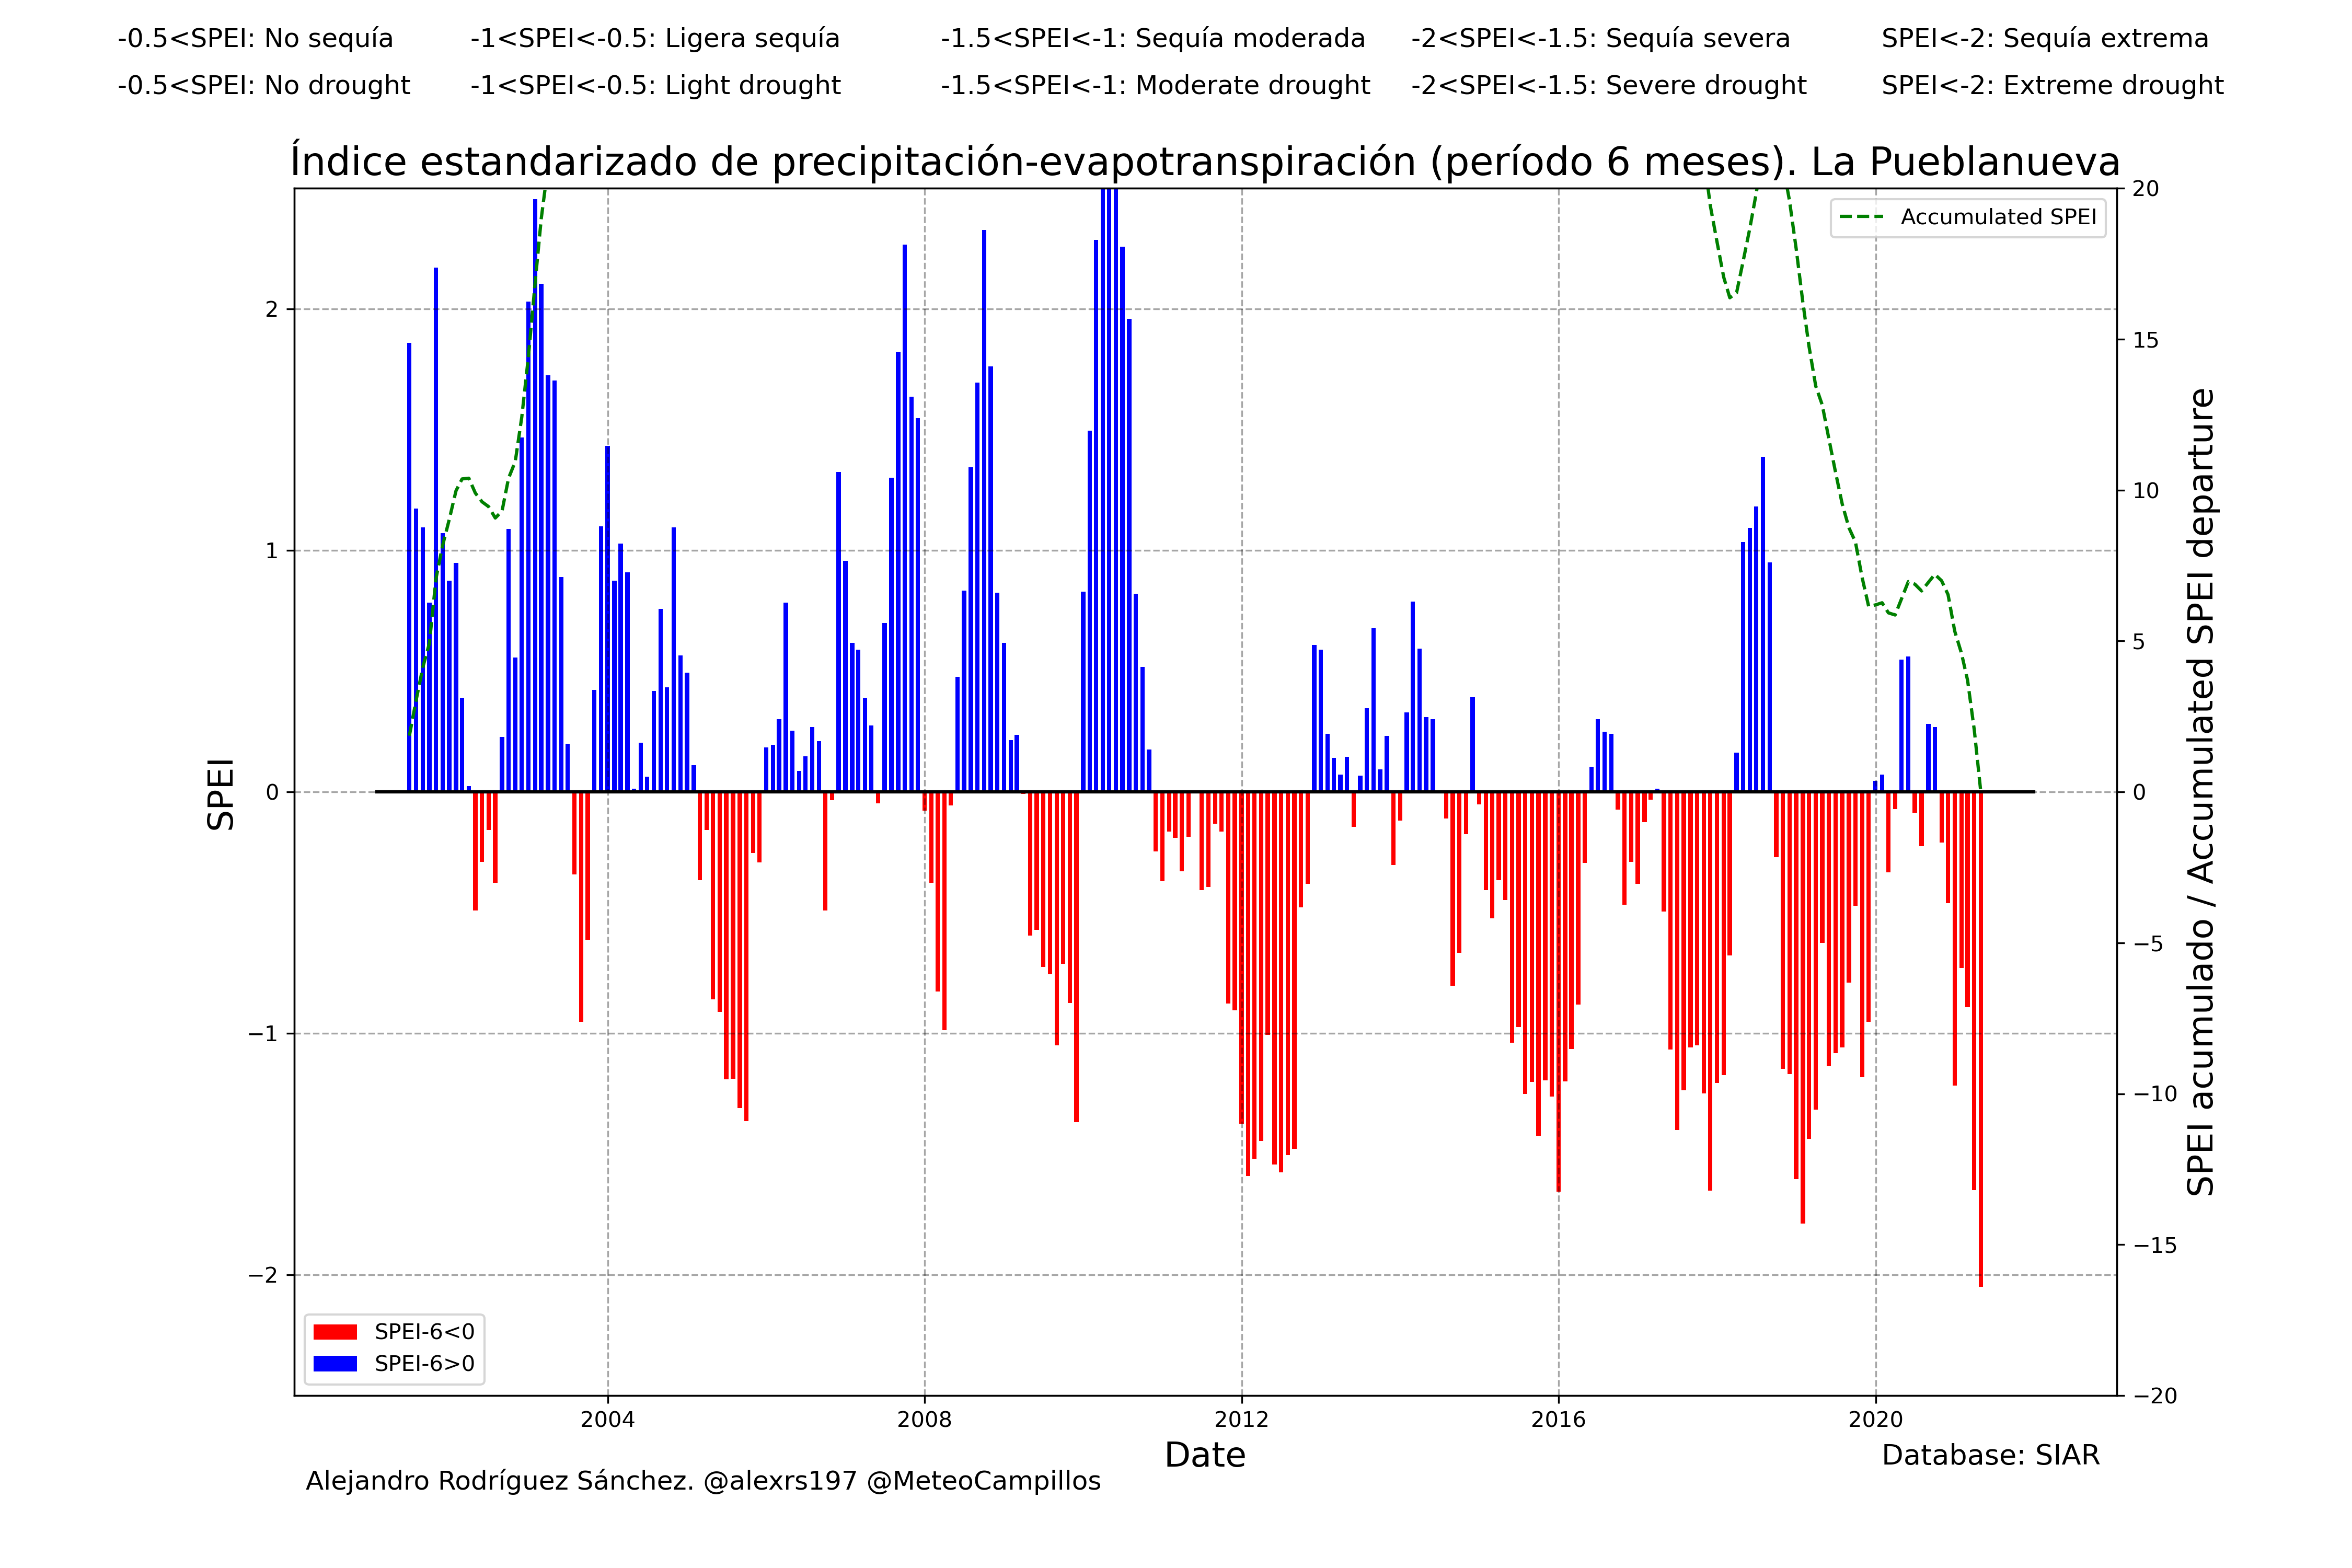 -0.5<SPEI: No sequía -1<SPEI<-0.5: Ligera sequía -1.5<SPEI<-1: Sequía moderada -2<SPEI<-1.5: Sequía severa SPEI<-2: Sequía extrema
-0.5<SPEI: No drought -1<SPEI<-0.5: Light drought -1.5<SPEI<-1: Moderate drought -2<SPEI<-1.5: Severe drought SPEI<-2: Extreme drought
Índice estandarizado de precipitación-evapotranspiración (período 6 meses). La Pueblanueva
Accumulated SPEI
SPEI
2
1
0
−1
−2
20
15
10
5
0
−5
−10
−15
−20
SPEI acumulado / Accumulated SPEI departure
SPEI-6<0
SPEI-6>0
2004 2008 2012 2016 2020
Date
Database: SIAR
Alejandro Rodríguez Sánchez. @alexrs197 @MeteoCampillos